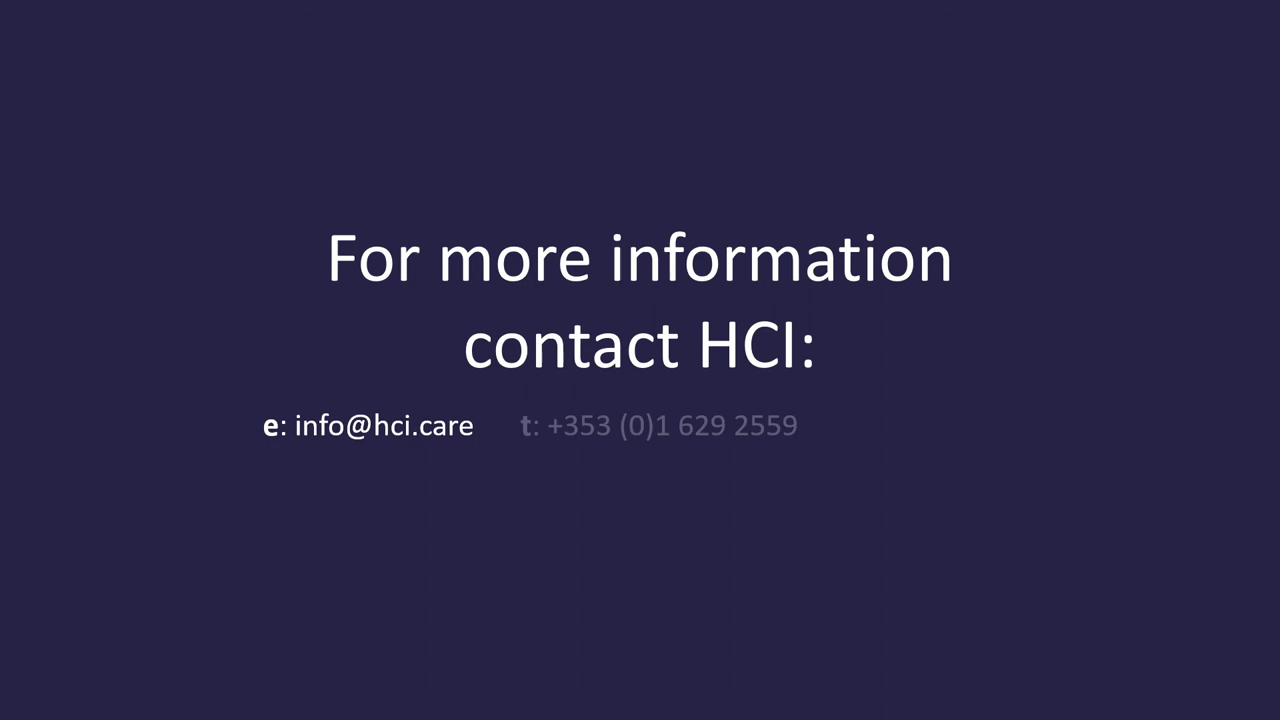 For more information
contact HCI:
e: info@hci.care t: +353 (0)1 629 2559